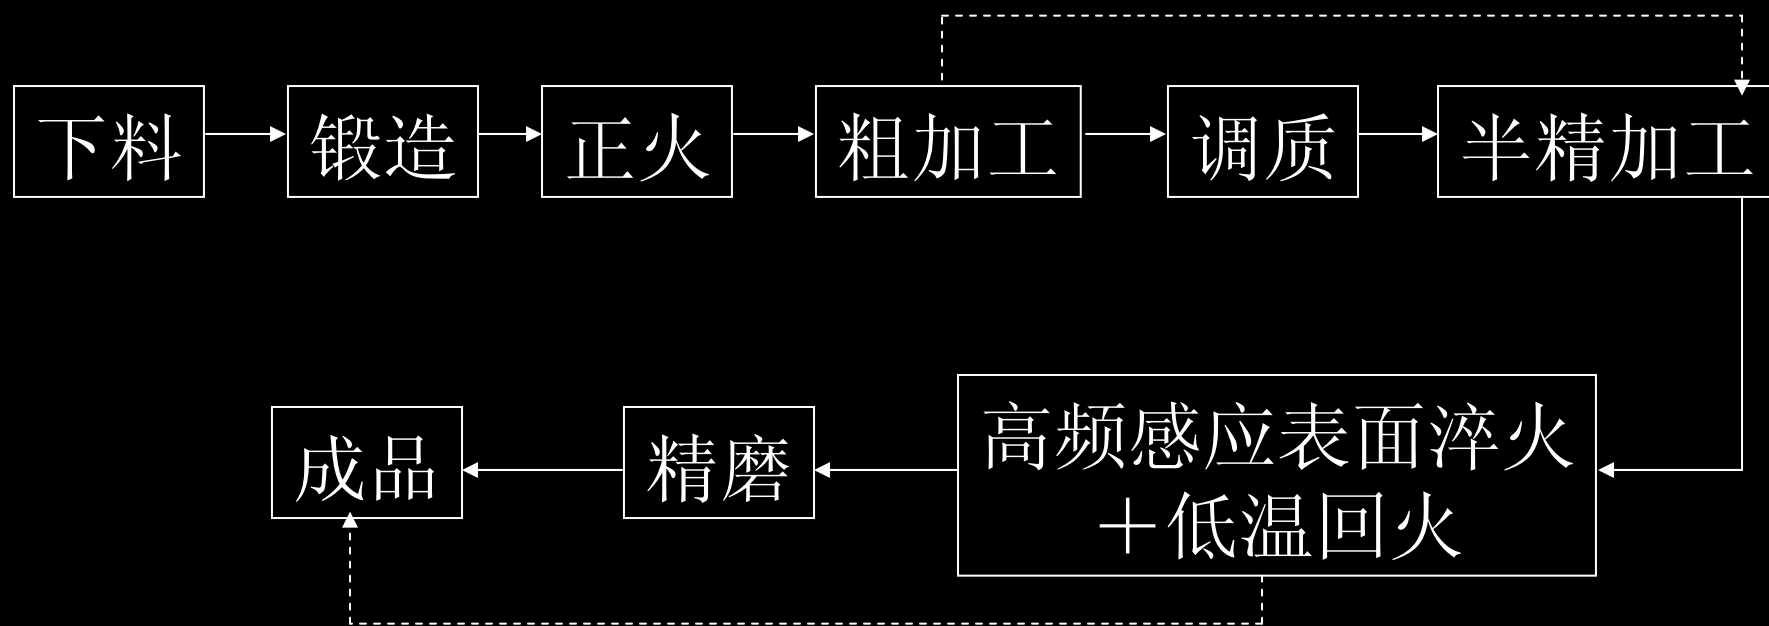 下料
锻造
正火
粗加工
调质
半精加工
高频感应表面淬火
＋低温回火
精磨
成品